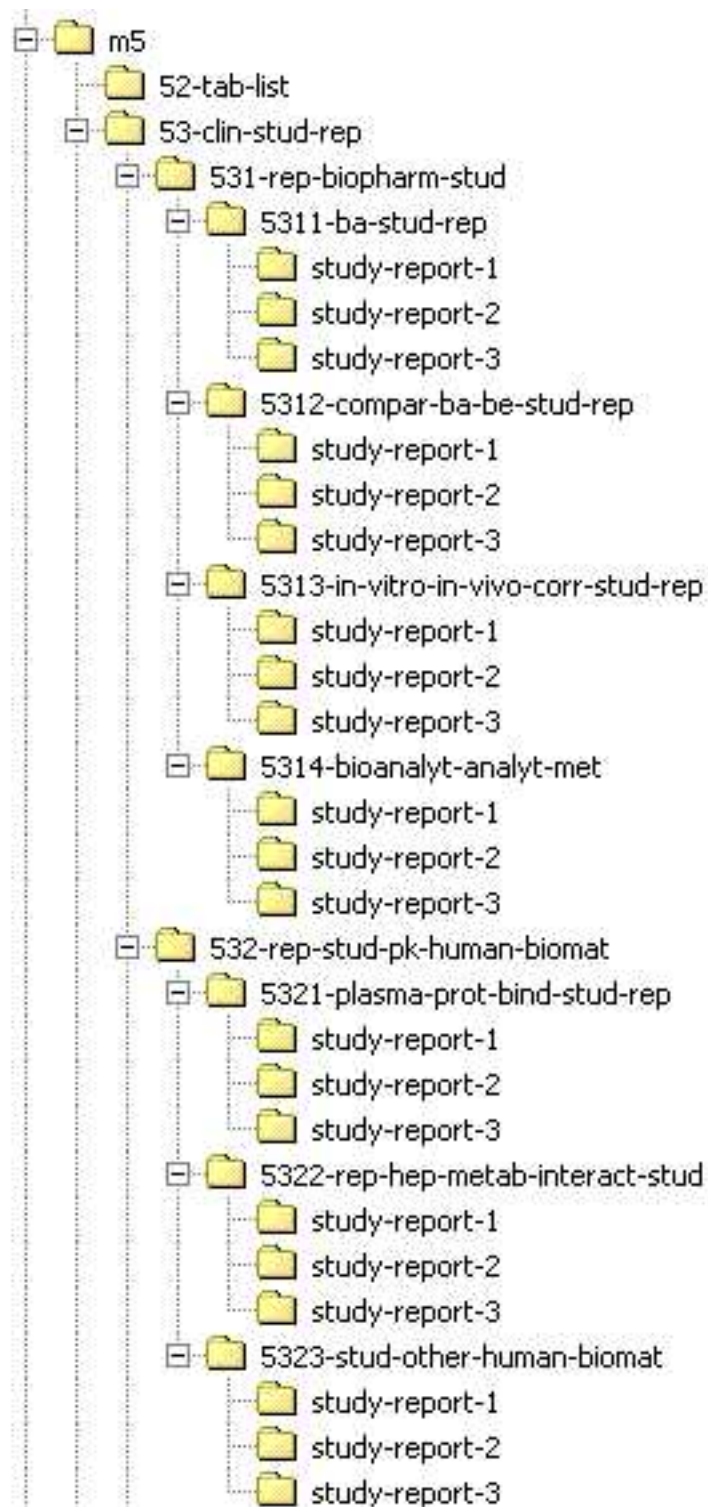 m5
52-tab-list
53-clin-stud-rep
531-rep-biopharm-stud
5311-ba-stud-rep
study-report-1
study-report-2
study-report-3
5312-compar-ba-be-stud-rep
study-report-1
study-report-2
study-report-3
5313-in-vitro-in-vivo-corr-stud-rep
study-report-1
study-report-2
study-report-3
5314-bioanalyt-analyt-met
study-report-1
study-report-2
study-report-3
532-rep-stud-pk-human-biomat
5321-plasma-prot-bind-stud-rep
study-report-1
study-report-2
study-report-3
5322-rep-hep-metab-interact-stud
study-report-1
study-report-2
study-report-3
5323-stud-other-human-biomat
study-report-1
study-report-2
study-report-3